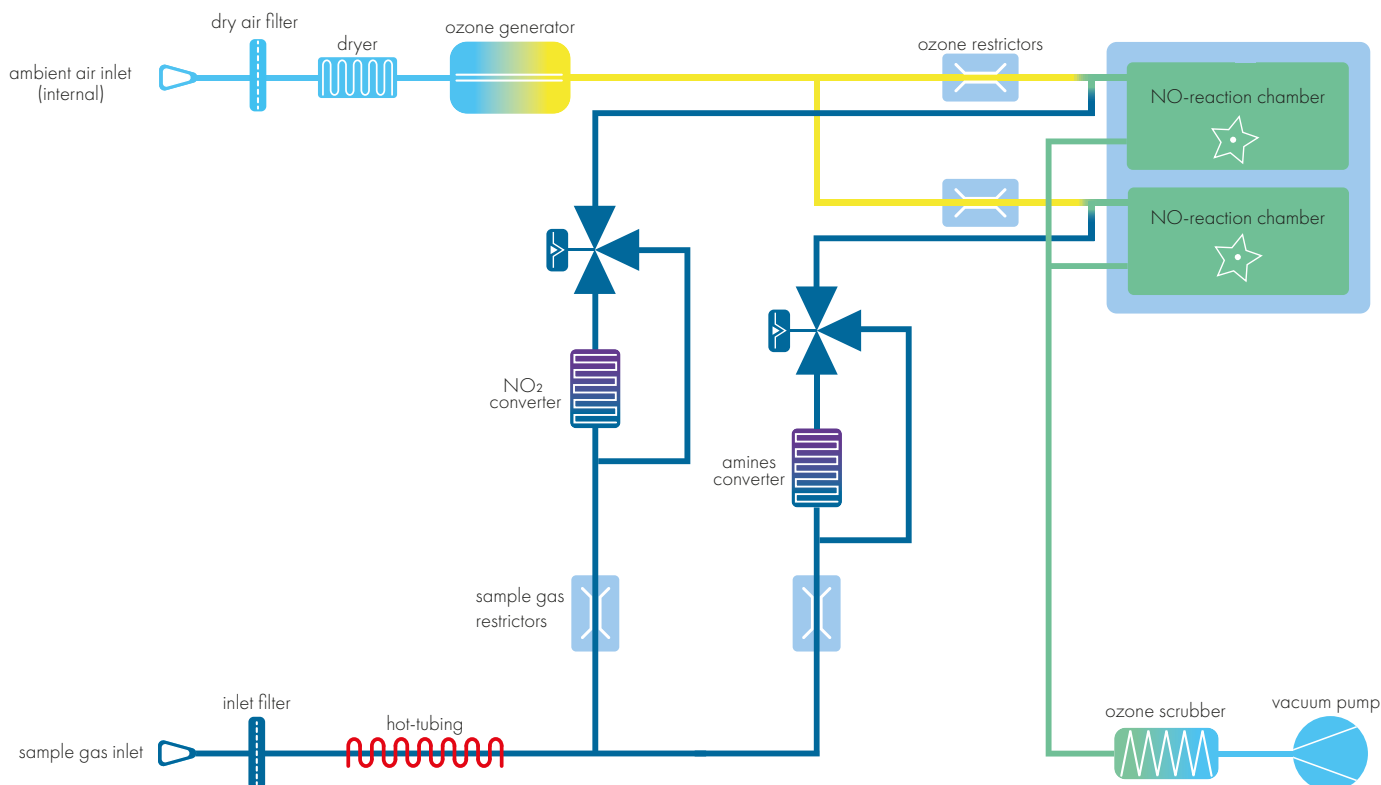 dry air filter
dryer
ozone generator
ozone restrictors
ambient air inlet
(internal)
NO-reaction chamber
NO-reaction chamber
NO₂
converter
amines
converter
sample gas
restrictors
inlet filter
hot-tubing
sample gas inlet
ozone scrubber
vacuum pump